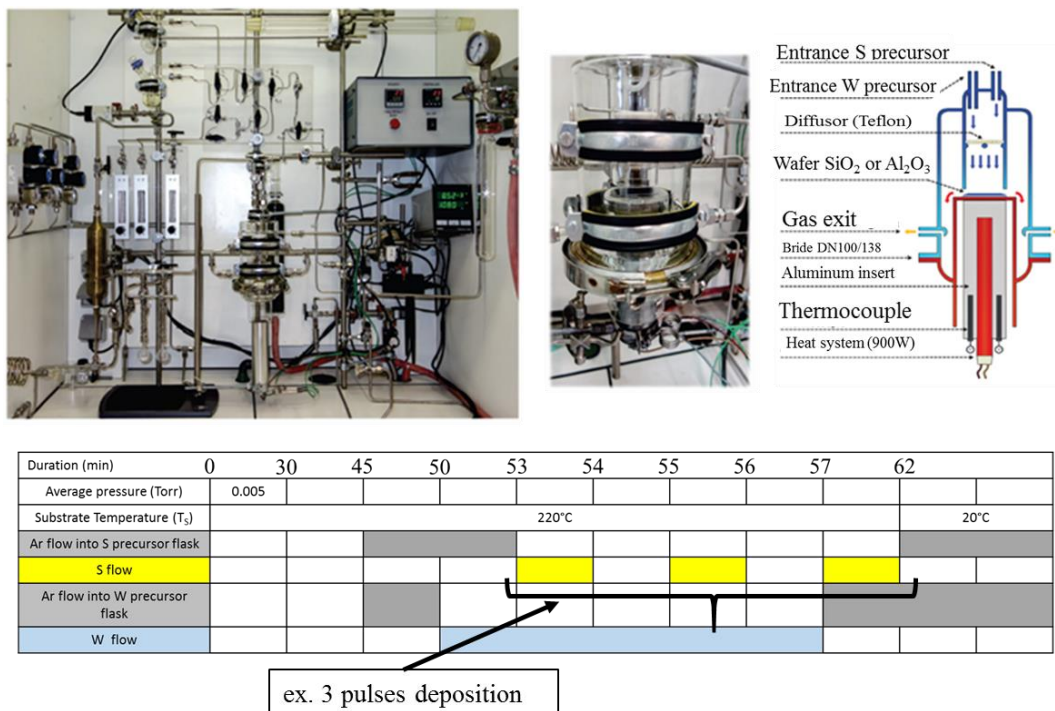 Entrance S precursor
Entrance W precursor
Diffusor (Teflon)
Wafer SiO₂ or Al₂O₃
Gas exit
Bride DN100/138
Aluminum insert
Thermocouple
Heat system (900W)
Duration (min) 0 30 45 50 53 54 55 56 57 62
Average pressure (Torr) 0.005
Substrate Temperature (Tₛ) 220°C 20°C
Ar flow into S precursor flask
S flow
Ar flow into W precursor
flask
W flow
ex. 3 pulses deposition